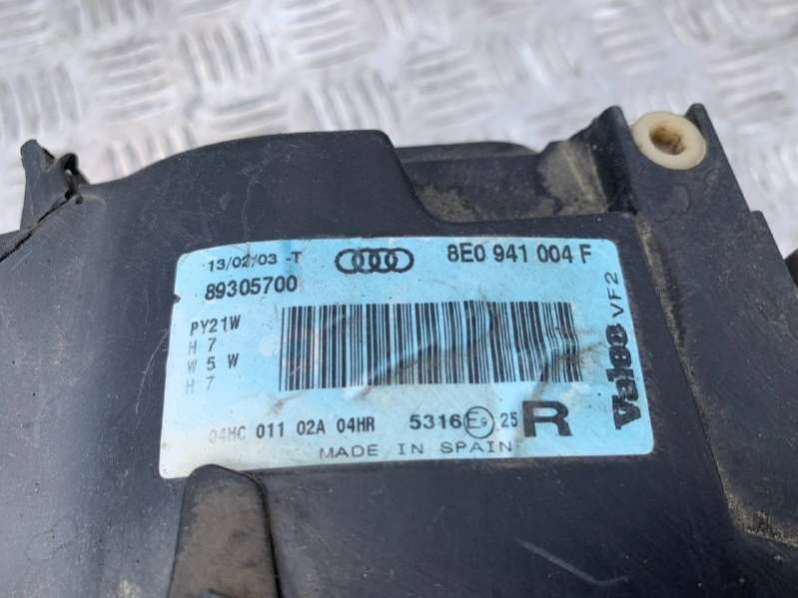 13/02/03 -T
8E0 941 004 F
89305700
PY21W
H 7
W 5 W
H 7
Valeo VF2
04HC 011 02A 04HR
5316 E9 25 R
MADE IN SPAIN